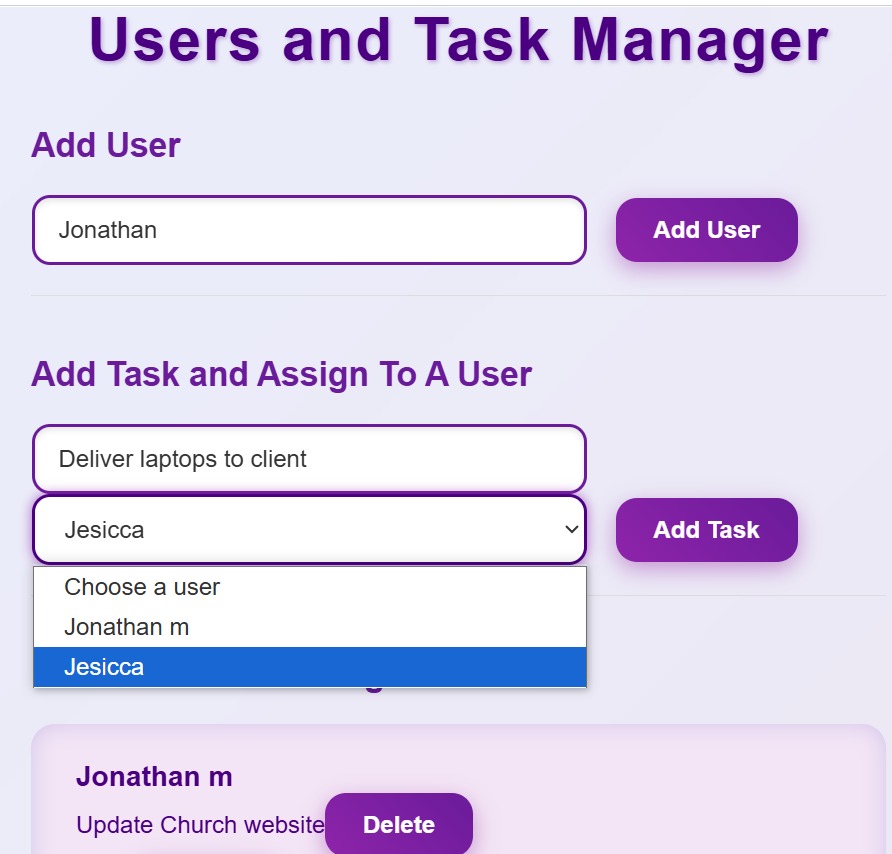 Users and Task Manager
Add User
Jonathan
Add User
Add Task and Assign To A User
Deliver laptops to client
Jesicca
Add Task
Choose a user
Jonathan m
Jesicca
Jonathan m
Update Church website
Delete